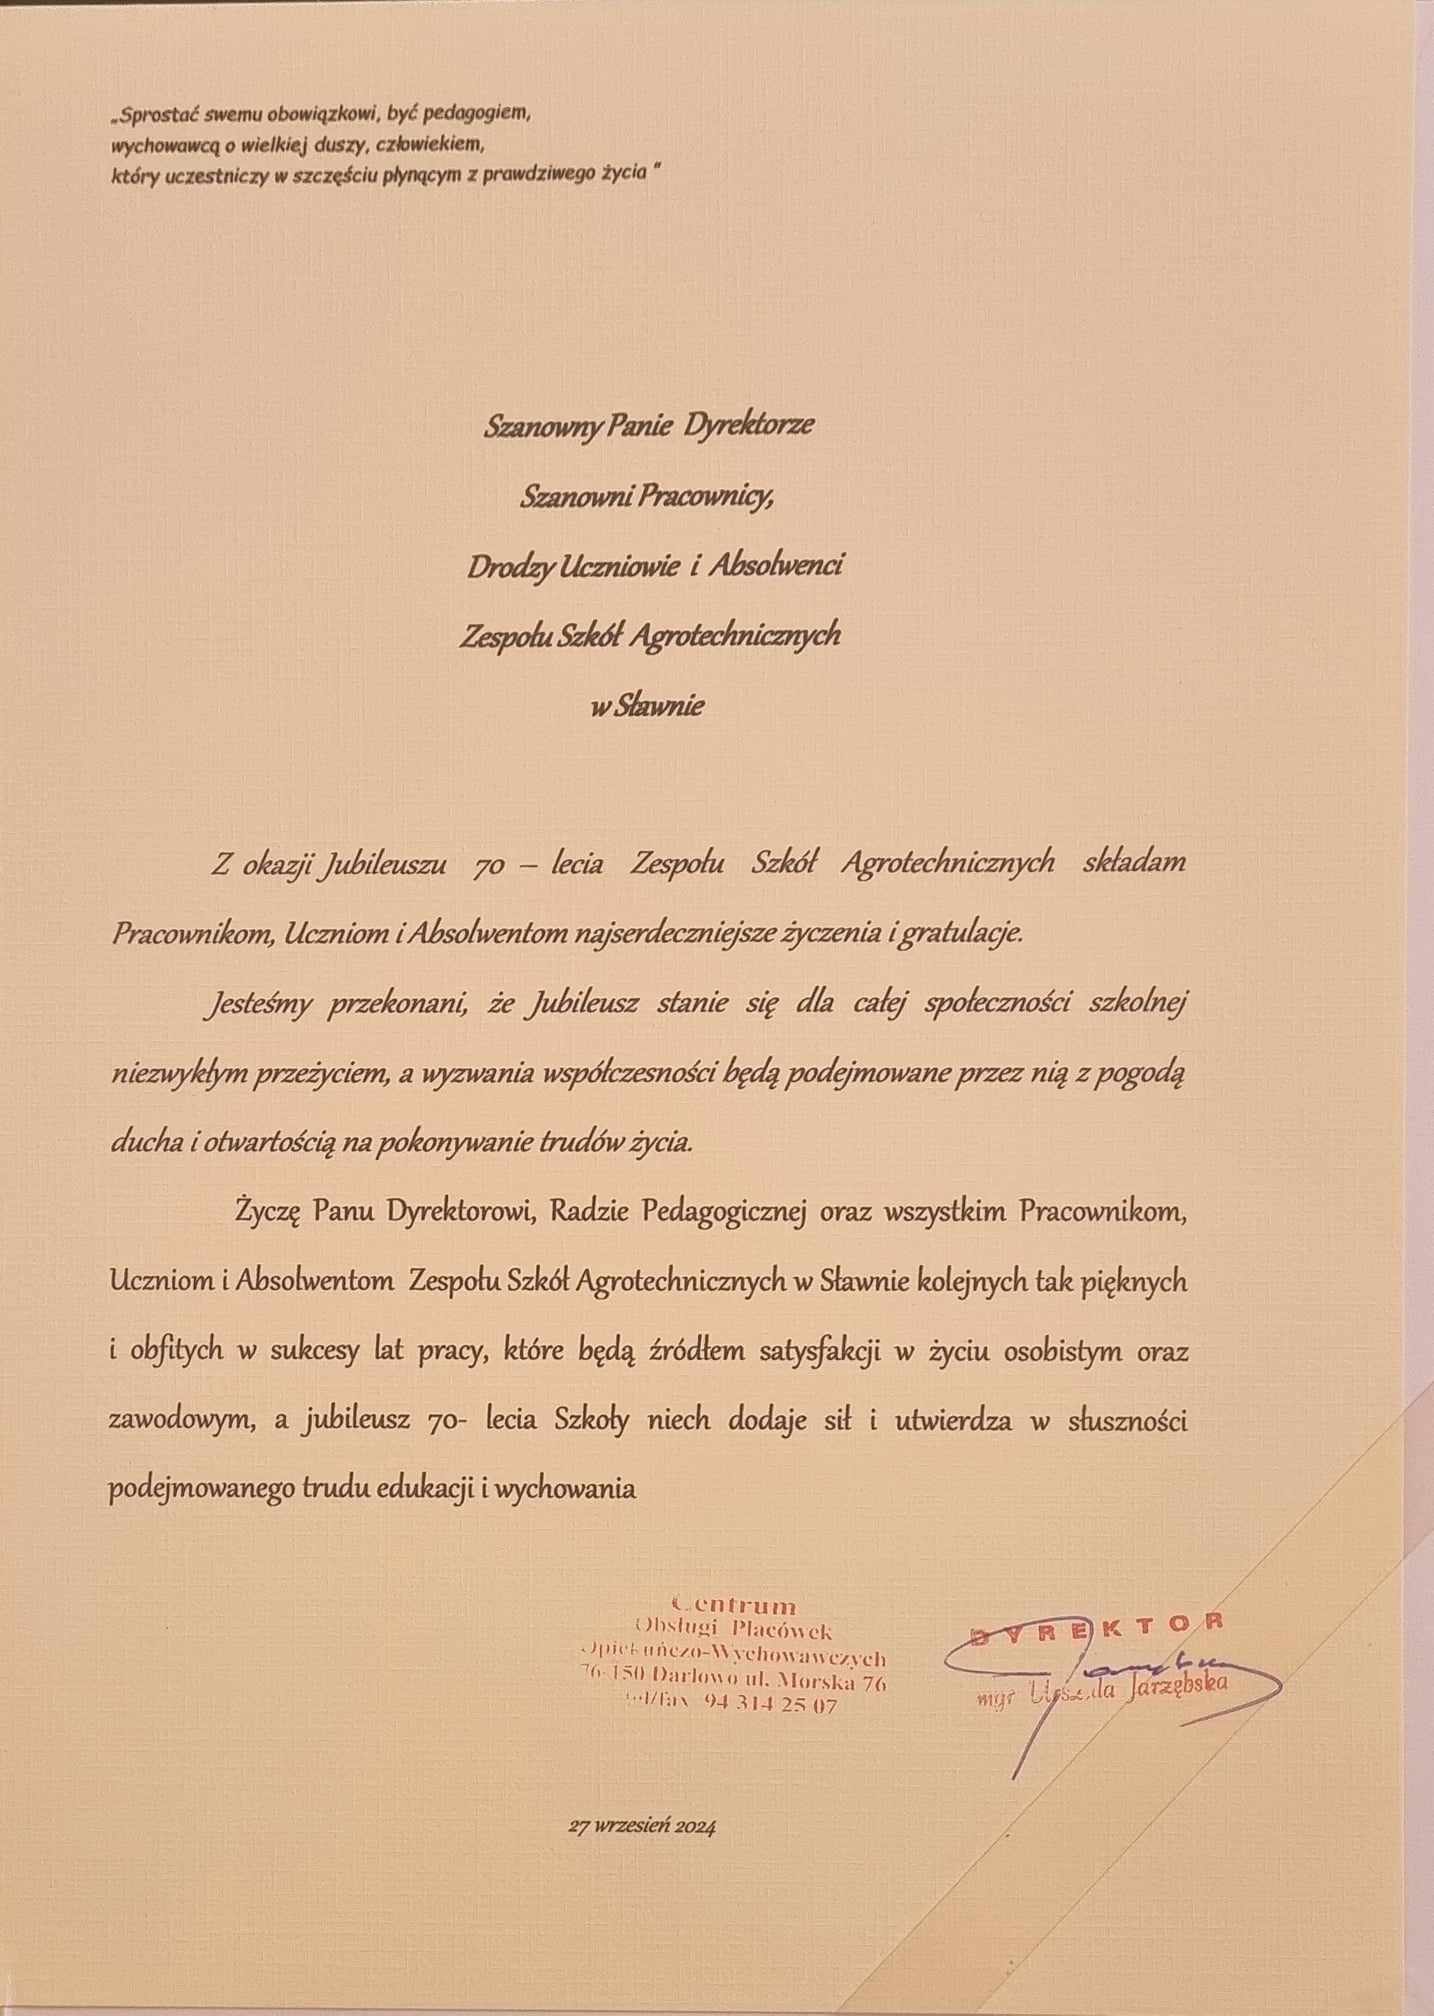 „Sprostać swemu obowiązkowi, być pedagogiem,
wychowawcą o wielkiej duszy, człowiekiem,
który uczestniczy w szczęściu płynącym z prawdziwego życia "
Szanowny Panie Dyrektorze
Szanowni Pracownicy,
Drodzy Uczniowie i Absolwenci
Zespołu Szkół Agrotechnicznych
w Sławnie
Z okazji Jubileuszu 70 – lecia Zespołu Szkół Agrotechnicznych składam
Pracownikom, Uczniom i Absolwentom najserdeczniejsze życzenia i gratulacje.
Jesteśmy przekonani, że Jubileusz stanie się dla całej społeczności szkolnej
niezwykłym przeżyciem, a wyzwania współczesności będą podejmowane przez nią z pogodą
ducha i otwartością na pokonywanie trudów życia.
Życzę Panu Dyrektorowi, Radzie Pedagogicznej oraz wszystkim Pracownikom,
Uczniom i Absolwentom Zespołu Szkół Agrotechnicznych w Sławnie kolejnych tak pięknych
i obfitych w sukcesy lat pracy, które będą źródłem satysfakcji w życiu osobistym oraz
zawodowym, a jubileusz 70- lecia Szkoły niech dodaje sił i utwierdza w słuszności
podejmowanego trudu edukacji i wychowania
Centrum
Obsługi Placówek
Opiekuńczo-Wychowawczych
76-150 Darłowo ul. Morska 76
tel/fax 94 314 25 07
DYREKTOR
mgr Urszula Jarzębska
27 wrzesień 2024